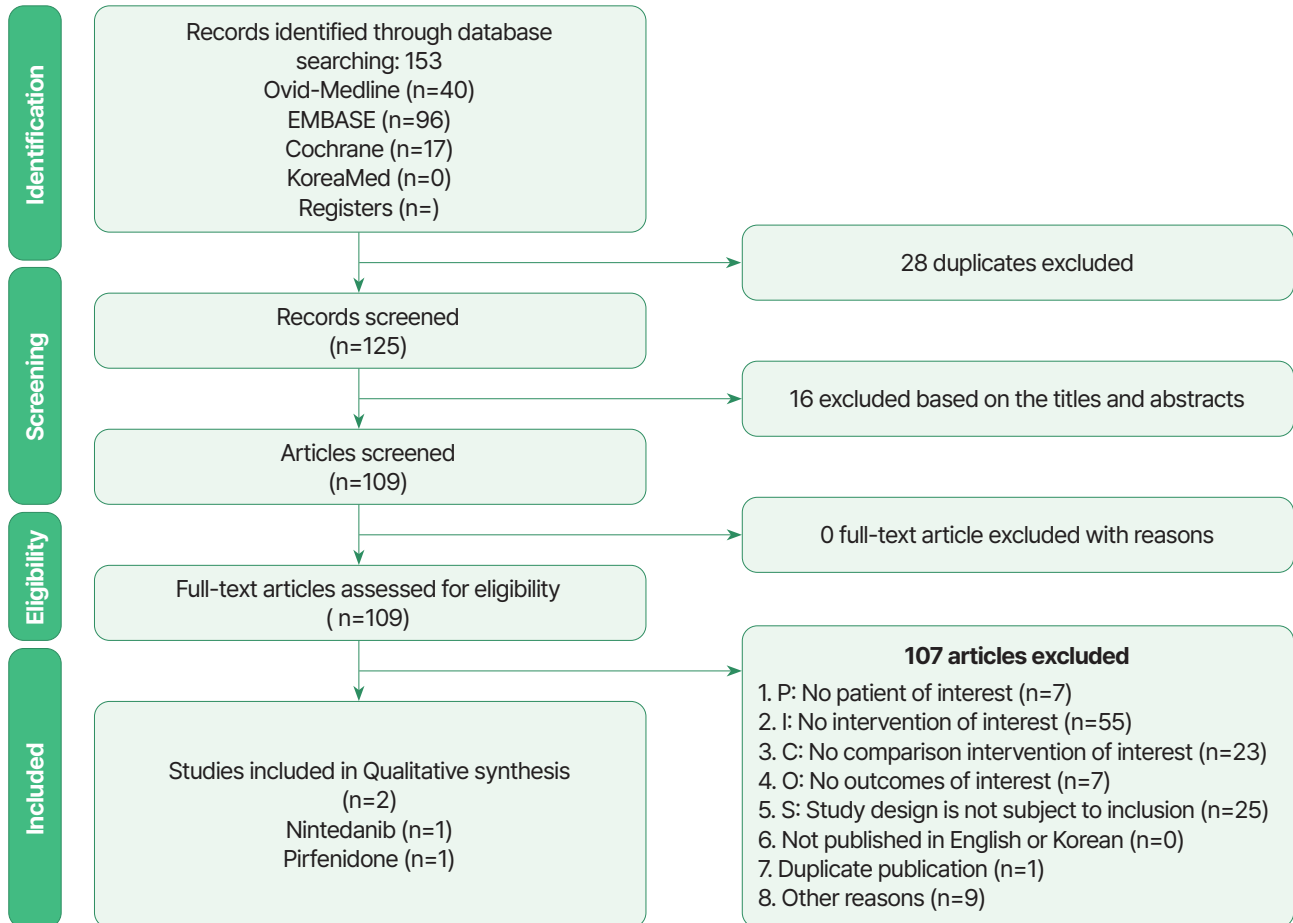 Identification
Records identified through database
searching: 153
Ovid-Medline (n=40)
EMBASE (n=96)
Cochrane (n=17)
KoreaMed (n=0)
Registers (n=)
28 duplicates excluded
Screening
Records screened
(n=125)
16 excluded based on the titles and abstracts
Articles screened
(n=109)
Eligibility
0 full-text article excluded with reasons
Full-text articles assessed for eligibility
( n=109)
Included
107 articles excluded
1. P: No patient of interest (n=7)
2. I: No intervention of interest (n=55)
3. C: No comparison intervention of interest (n=23)
4. O: No outcomes of interest (n=7)
5. S: Study design is not subject to inclusion (n=25)
6. Not published in English or Korean (n=0)
7. Duplicate publication (n=1)
8. Other reasons (n=9)
Studies included in Qualitative synthesis
(n=2)
Nintedanib (n=1)
Pirfenidone (n=1)